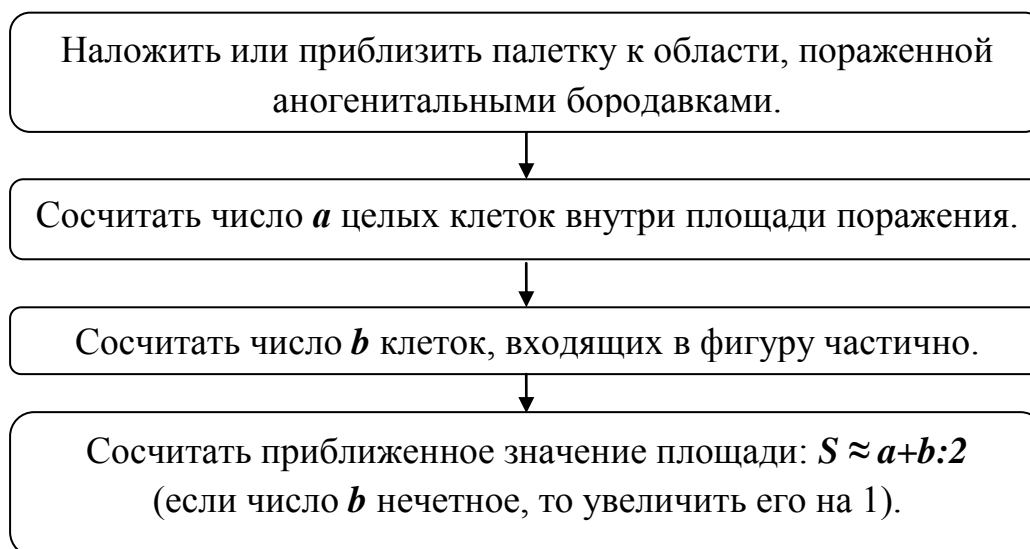 Наложить или приблизить палетку к области, пораженной
аногенитальными бородавками.
Сосчитать число a целых клеток внутри площади поражения.
Сосчитать число b клеток, входящих в фигуру частично.
Сосчитать приближенное значение площади: S ≈ a+b:2
(если число b нечетное, то увеличить его на 1).